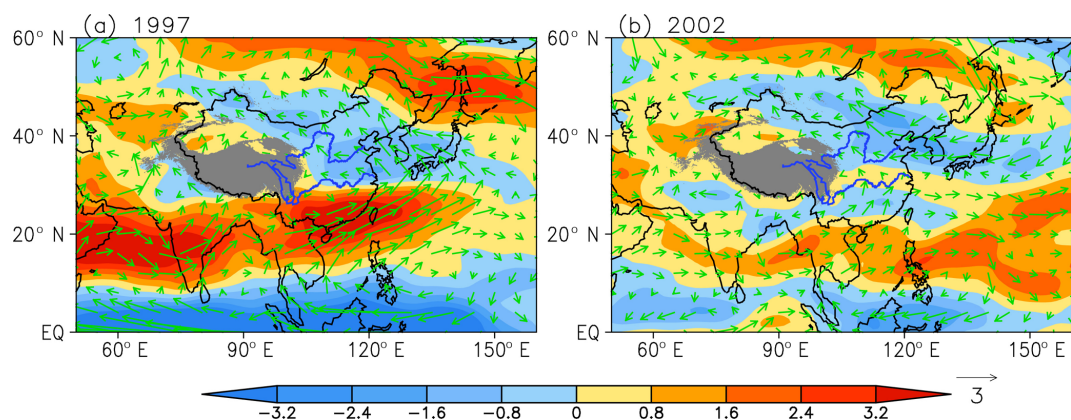 (a) 1997
(b) 2002
60° N
40° N
20° N
EQ
60° E
90° E
120° E
150° E
60° N
40° N
20° N
EQ
60° E
90° E
120° E
150° E
-3.2
-2.4
-1.6
-0.8
0
0.8
1.6
2.4
3.2
3